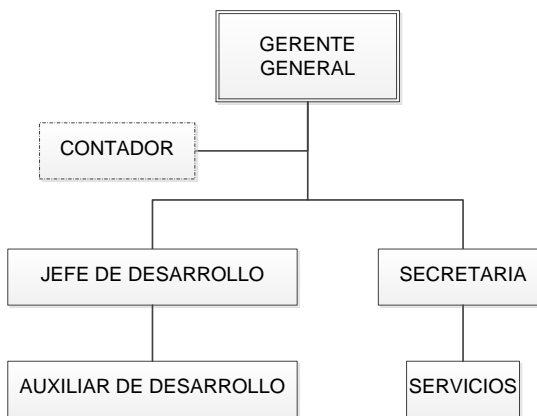 GERENTE
GENERAL
CONTADOR
JEFE DE DESARROLLO
SECRETARIA
AUXILIAR DE DESARROLLO
SERVICIOS